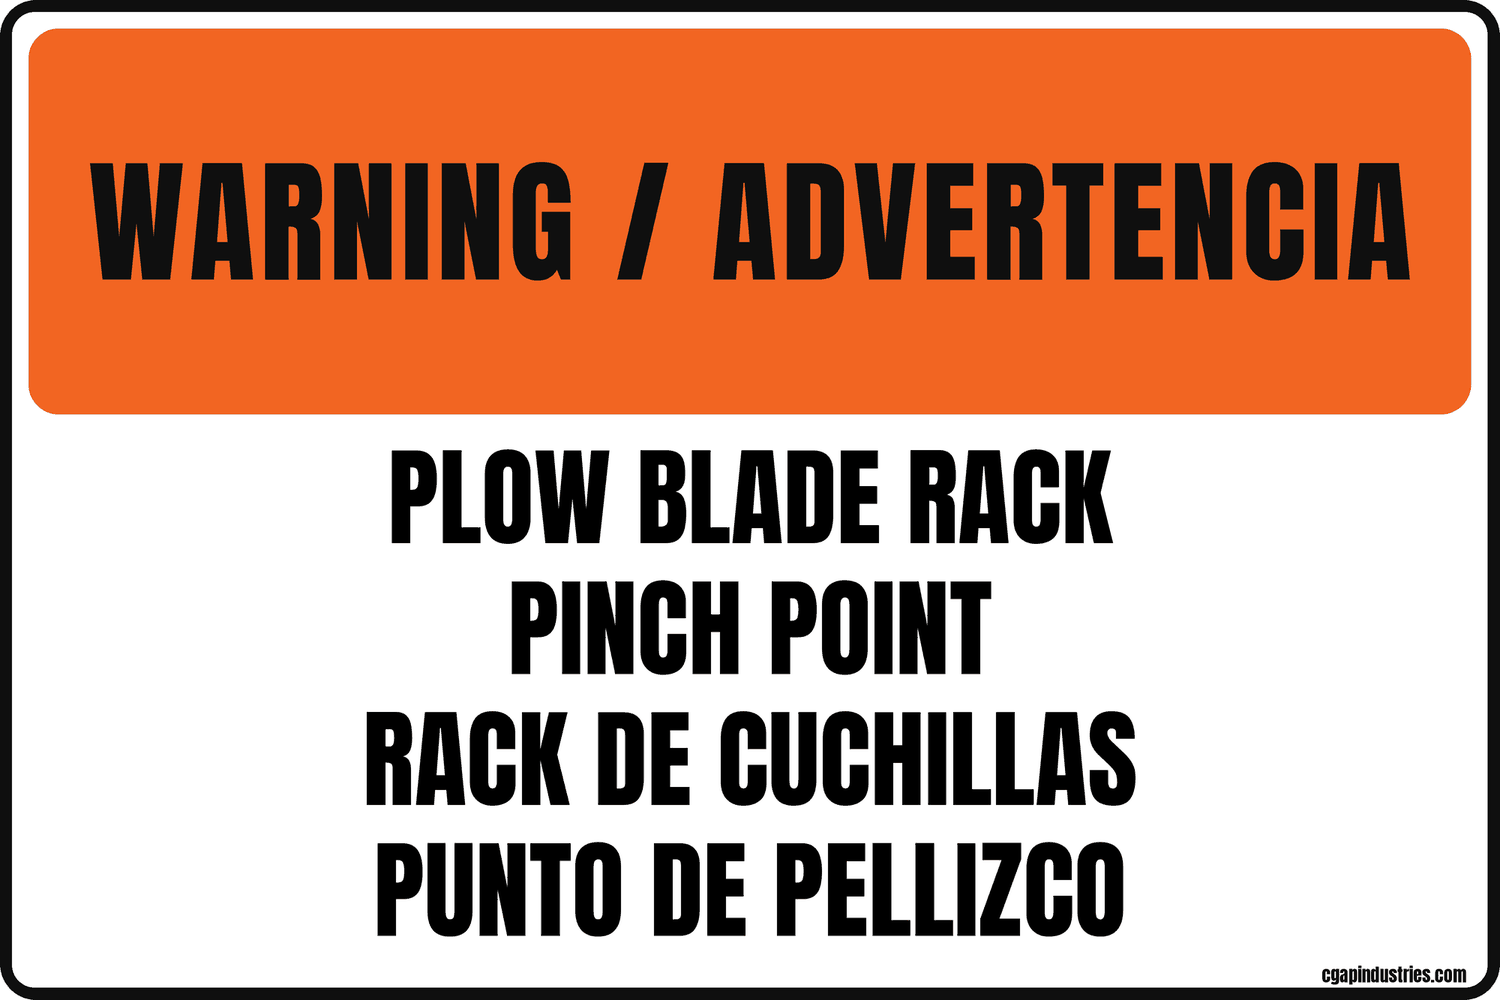 WARNING / ADVERTENCIA
PLOW BLADE RACK
PINCH POINT
RACK DE CUCHILLAS
PUNTO DE PELLIZCO
cgapindustries.com